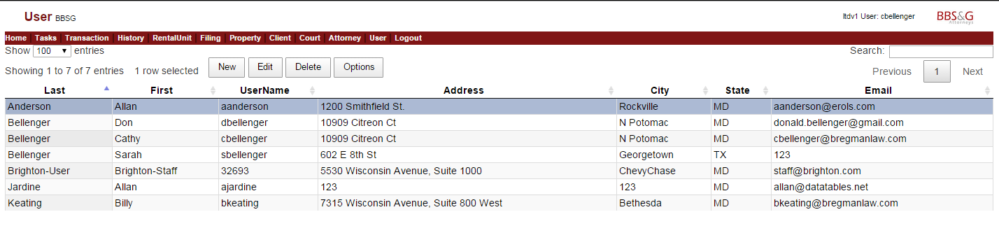 User BBSG ltdv1 User: cbellenger BBS&G Attorneys
Home Tasks Transaction History RentalUnit Filing Property Client Court Attorney User Logout
Show 100 entries Search:
Showing 1 to 7 of 7 entries 1 row selected New Edit Delete Options Previous 1 Next
Last First UserName Address City State Email
Anderson Allan aanderson 1200 Smithfield St. Rockville MD aanderson@erols.com
Bellenger Don dbellenger 10909 Citreon Ct N Potomac MD donald.bellenger@gmail.com
Bellenger Cathy cbellenger 10909 Citreon Ct N Potomac MD cbellenger@bregmanlaw.com
Bellenger Sarah sbellenger 602 E 8th St Georgetown TX 123
Brighton-User Brighton-Staff 32693 5530 Wisconsin Avenue, Suite 1000 ChevyChase MD staff@brighton.com
Jardine Allan ajardine 123 123 MD allan@datatables.net
Keating Billy bkeating 7315 Wisconsin Avenue, Suite 800 West Bethesda MD bkeating@bregmanlaw.com